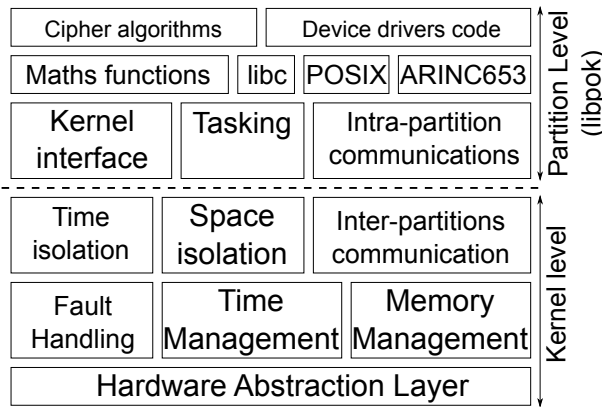 Cipher algorithms
Device drivers code
Maths functions
libc
POSIX
ARINC653
Kernel
interface
Tasking
Intra-partition
communications
Partition Level
(libpok)
Time
isolation
Space
isolation
Inter-partitions
communication
Fault
Handling
Time
Management
Memory
Management
Hardware Abstraction Layer
Kernel level